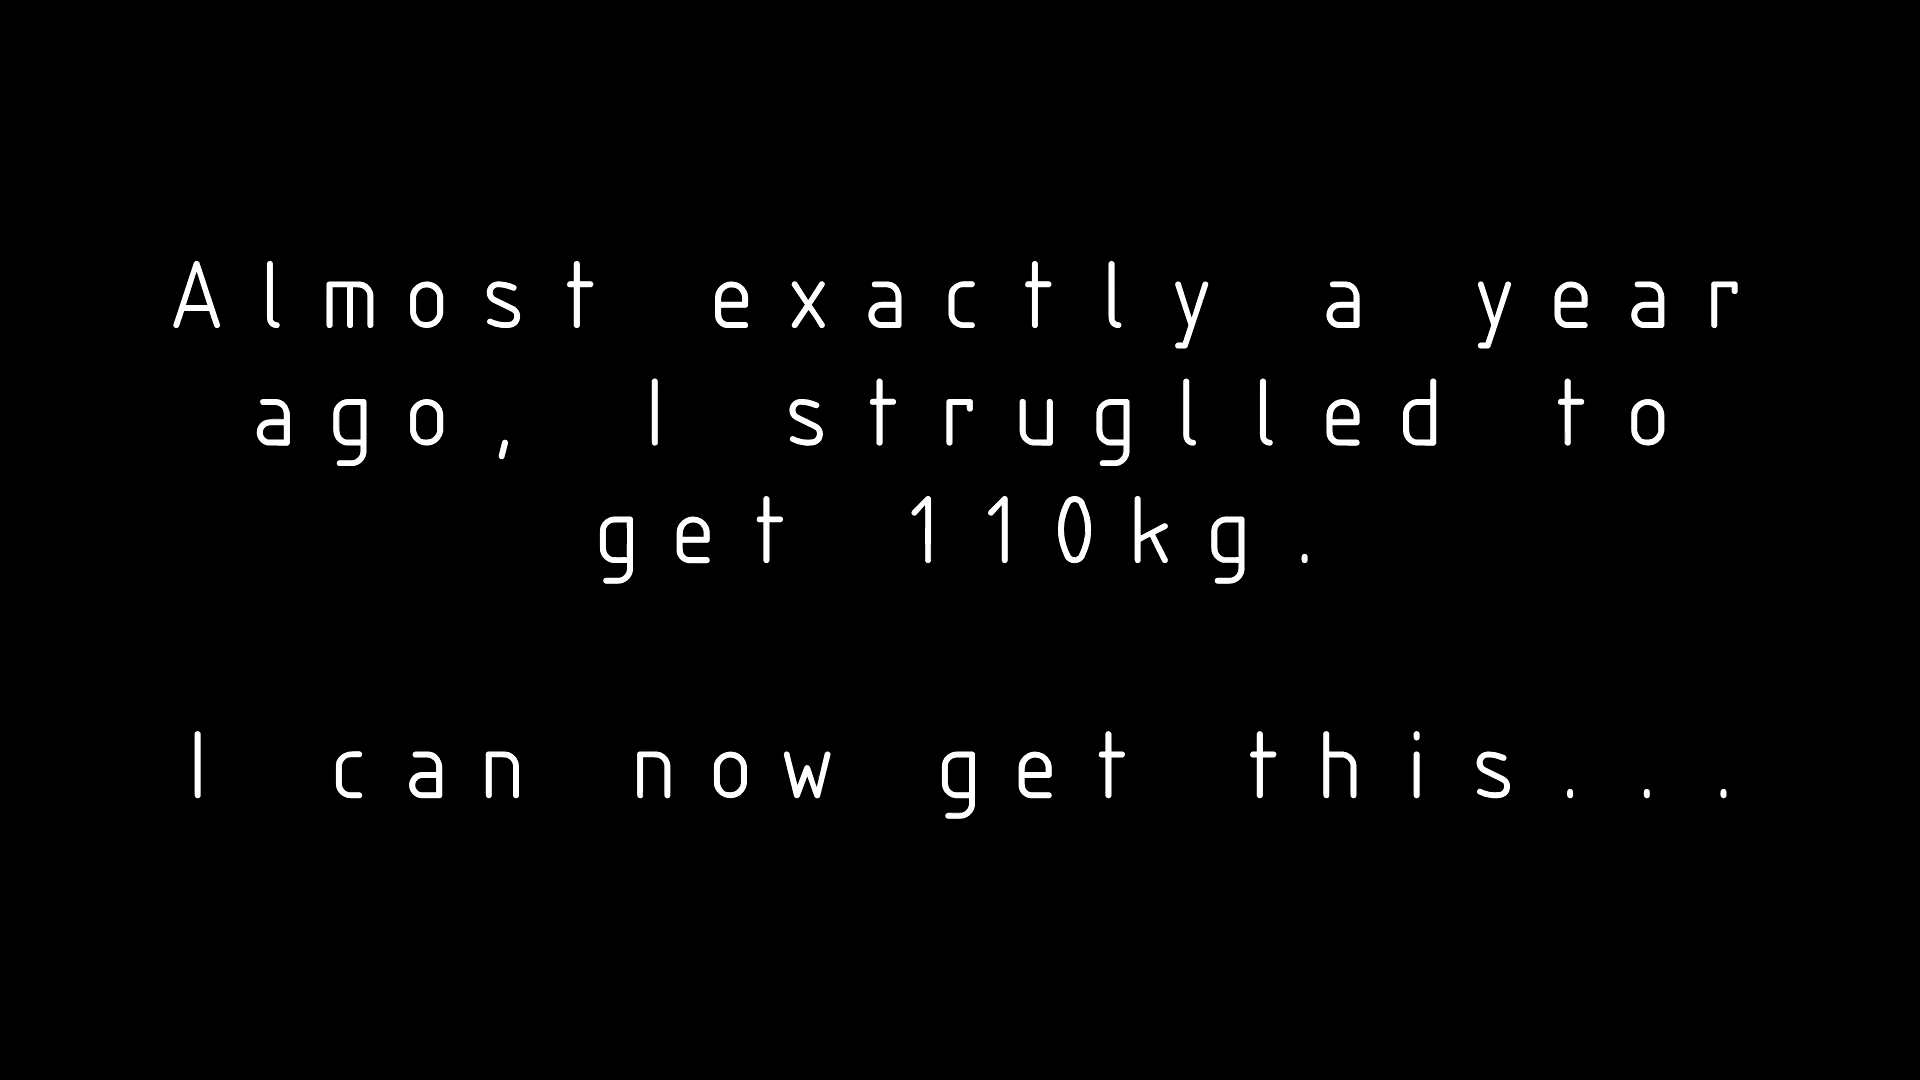 Almost exactly a year
ago, I struglled to
get 110kg.
I can now get this...